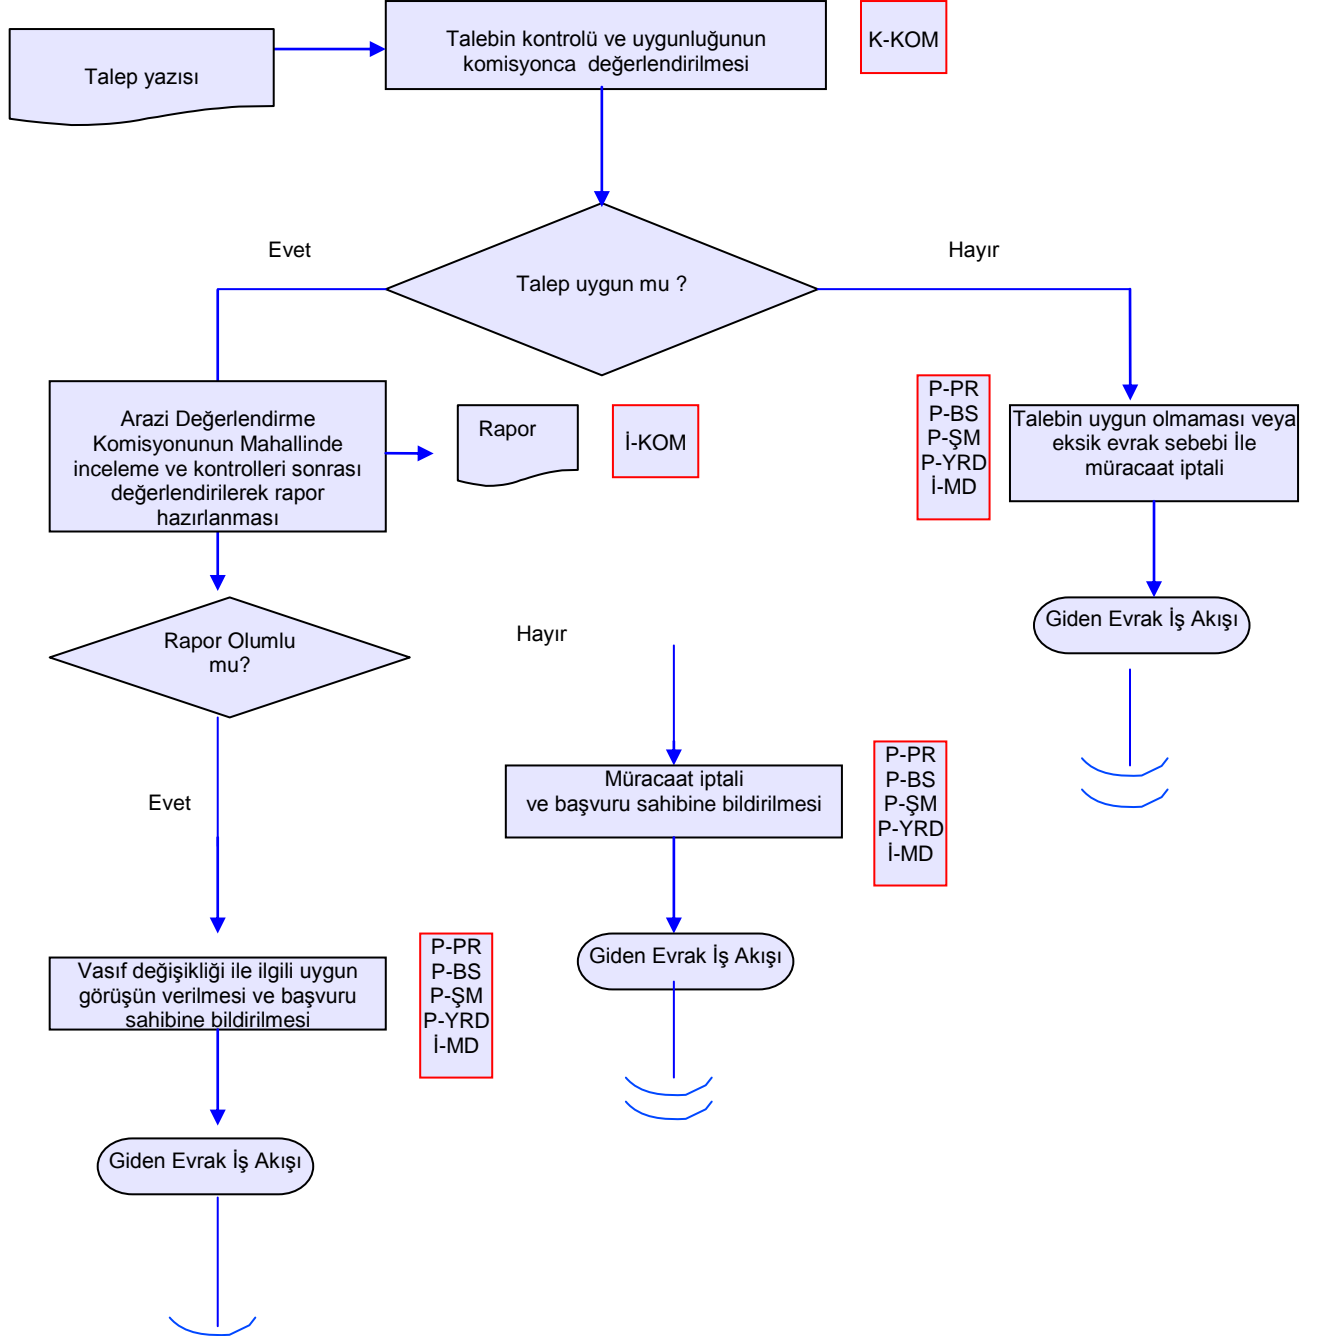 Talep yazısı
Talebin kontrolü ve uygunluğunun
komisyonca değerlendirilmesi
K-KOM
Evet
Hayır
Talep uygun mu ?
Arazi Değerlendirme
Komisyonunun Mahallinde
inceleme ve kontrolleri sonrası
değerlendirilerek rapor
hazırlanması
Rapor
İ-KOM
P-PR
P-BS
P-ŞM
P-YRD
İ-MD
Talebin uygun olmaması veya
eksik evrak sebebi İle
müracaat iptali
Giden Evrak İş Akışı
Rapor Olumlu
mu?
Hayır
Evet
Müracaat iptali
ve başvuru sahibine bildirilmesi
P-PR
P-BS
P-ŞM
P-YRD
İ-MD
Giden Evrak İş Akışı
Vasıf değişikliği ile ilgili uygun
görüşün verilmesi ve başvuru
sahibine bildirilmesi
P-PR
P-BS
P-ŞM
P-YRD
İ-MD
Giden Evrak İş Akışı